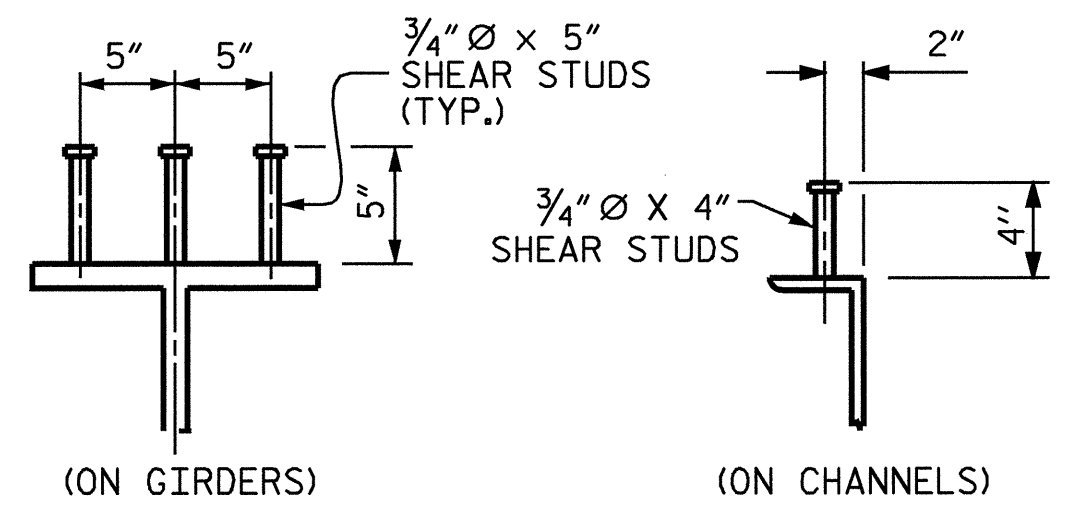 5" 5"
3/4" Ø x 5"
SHEAR STUDS
(TYP.)
5"
(ON GIRDERS)
2"
3/4" Ø X 4"
SHEAR STUDS
4"
(ON CHANNELS)